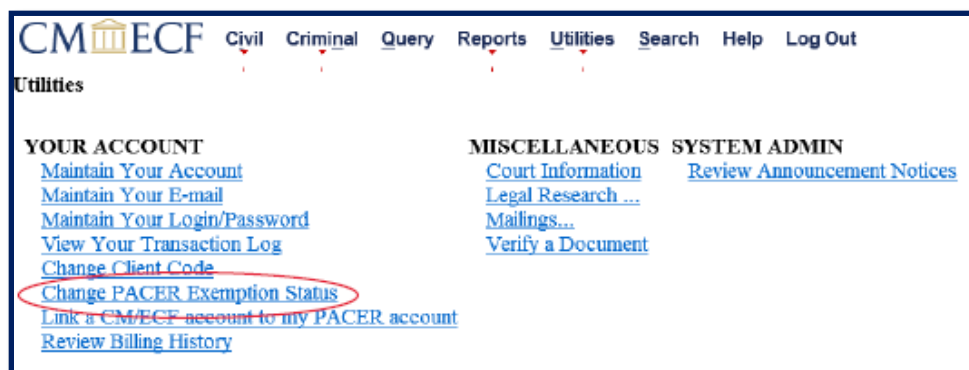 CM ECF Civil Criminal Query Reports Utilities Search Help Log Out
Utilities
YOUR ACCOUNT
Maintain Your Account
Maintain Your E-mail
Maintain Your Login/Password
View Your Transaction Log
Change Client Code
Change PACER Exemption Status
Link a CM/ECF account to my PACER account
Review Billing History
MISCELLANEOUS
Court Information
Legal Research ...
Mailings...
Verify a Document
SYSTEM ADMIN
Review Announcement Notices